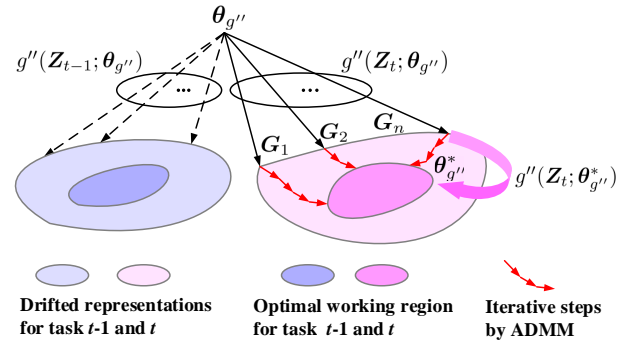 θ_{g''}
g''(Z_{t−1}; θ_{g''})
g''(Z_t; θ_{g''})
...
...
G_1
G_2
G_n
θ*_{g''}
g''(Z_t; θ*_{g''})
Drifted representations
for task t-1 and t
Optimal working region
for task t-1 and t
Iterative steps
by ADMM